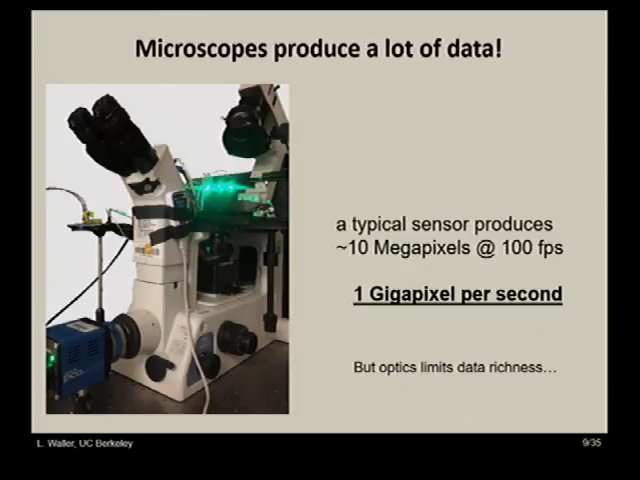 Microscopes produce a lot of data!
a typical sensor produces
~10 Megapixels @ 100 fps
1 Gigapixel per second
But optics limits data richness…
pco.
L. Waller, UC Berkeley
9/35